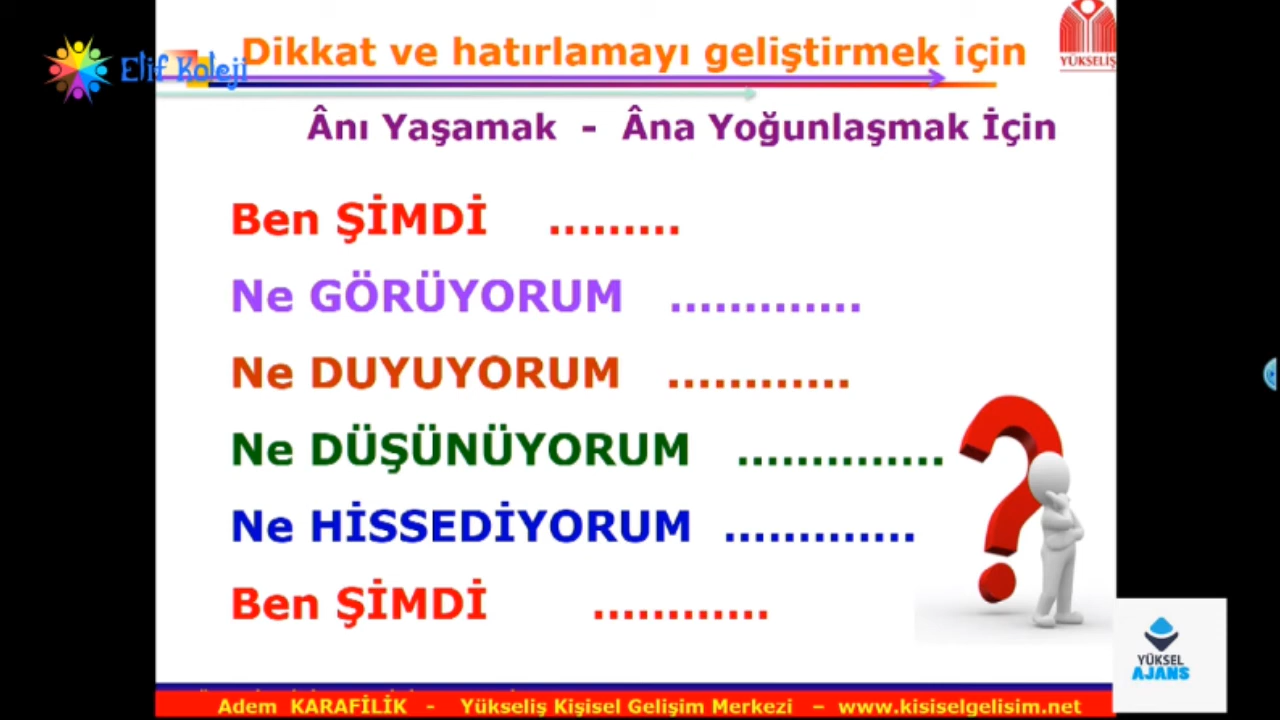 Elif Koleji
Dikkat ve hatırlamayı geliştirmek için
YÜKSELİŞ
Ânı Yaşamak - Âna Yoğunlaşmak İçin
Ben ŞİMDİ .........
Ne GÖRÜYORUM .............
Ne DUYUYORUM ............
Ne DÜŞÜNÜYORUM ..............
Ne HİSSEDİYORUM .............
Ben ŞİMDİ ............
YÜKSEL
AJANS
Adem KARAFİLİK - Yükseliş Kişisel Gelişim Merkezi – www.kisiselgelisim.net